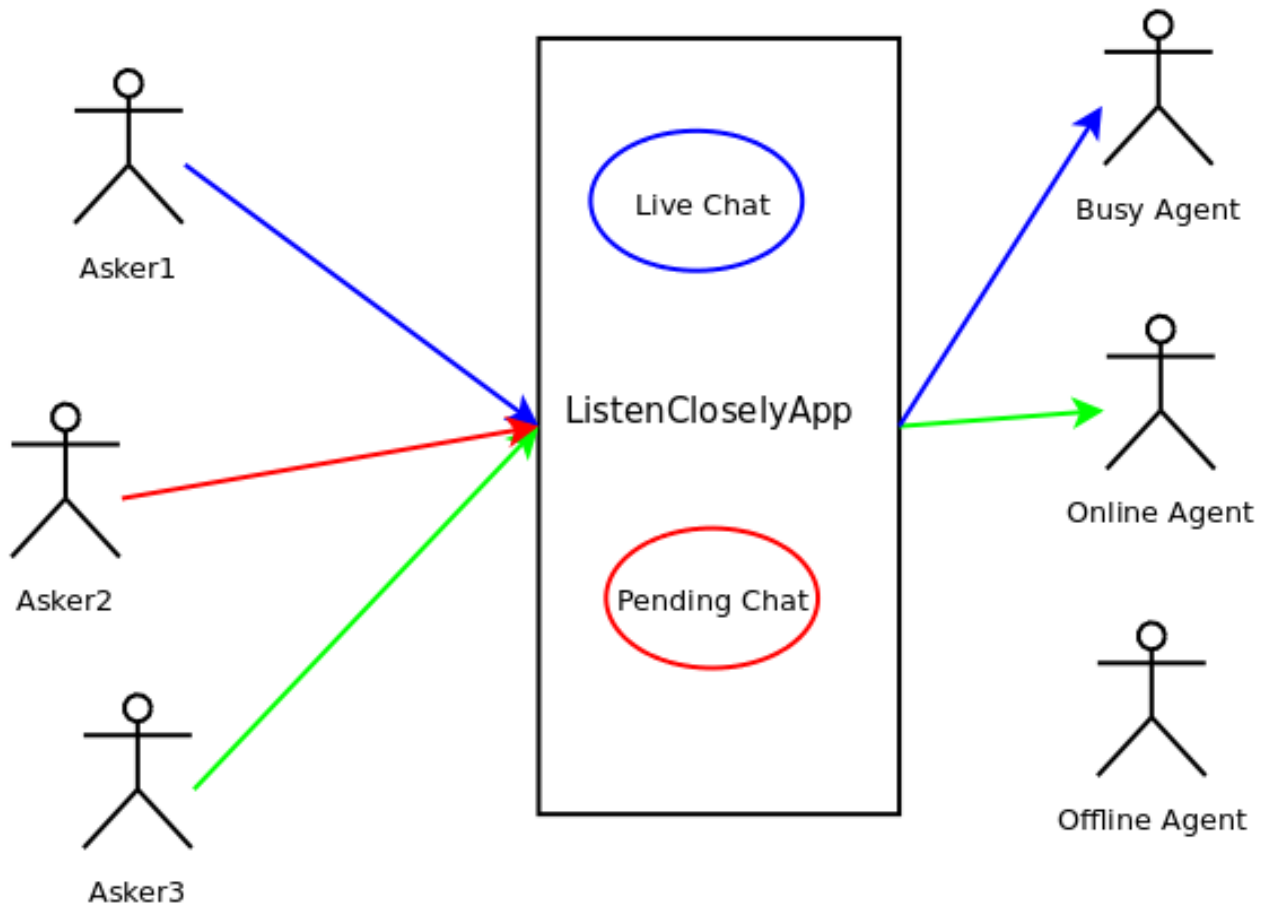 Asker1
Asker2
Asker3
Live Chat
ListenCloselyApp
Pending Chat
Busy Agent
Online Agent
Offline Agent